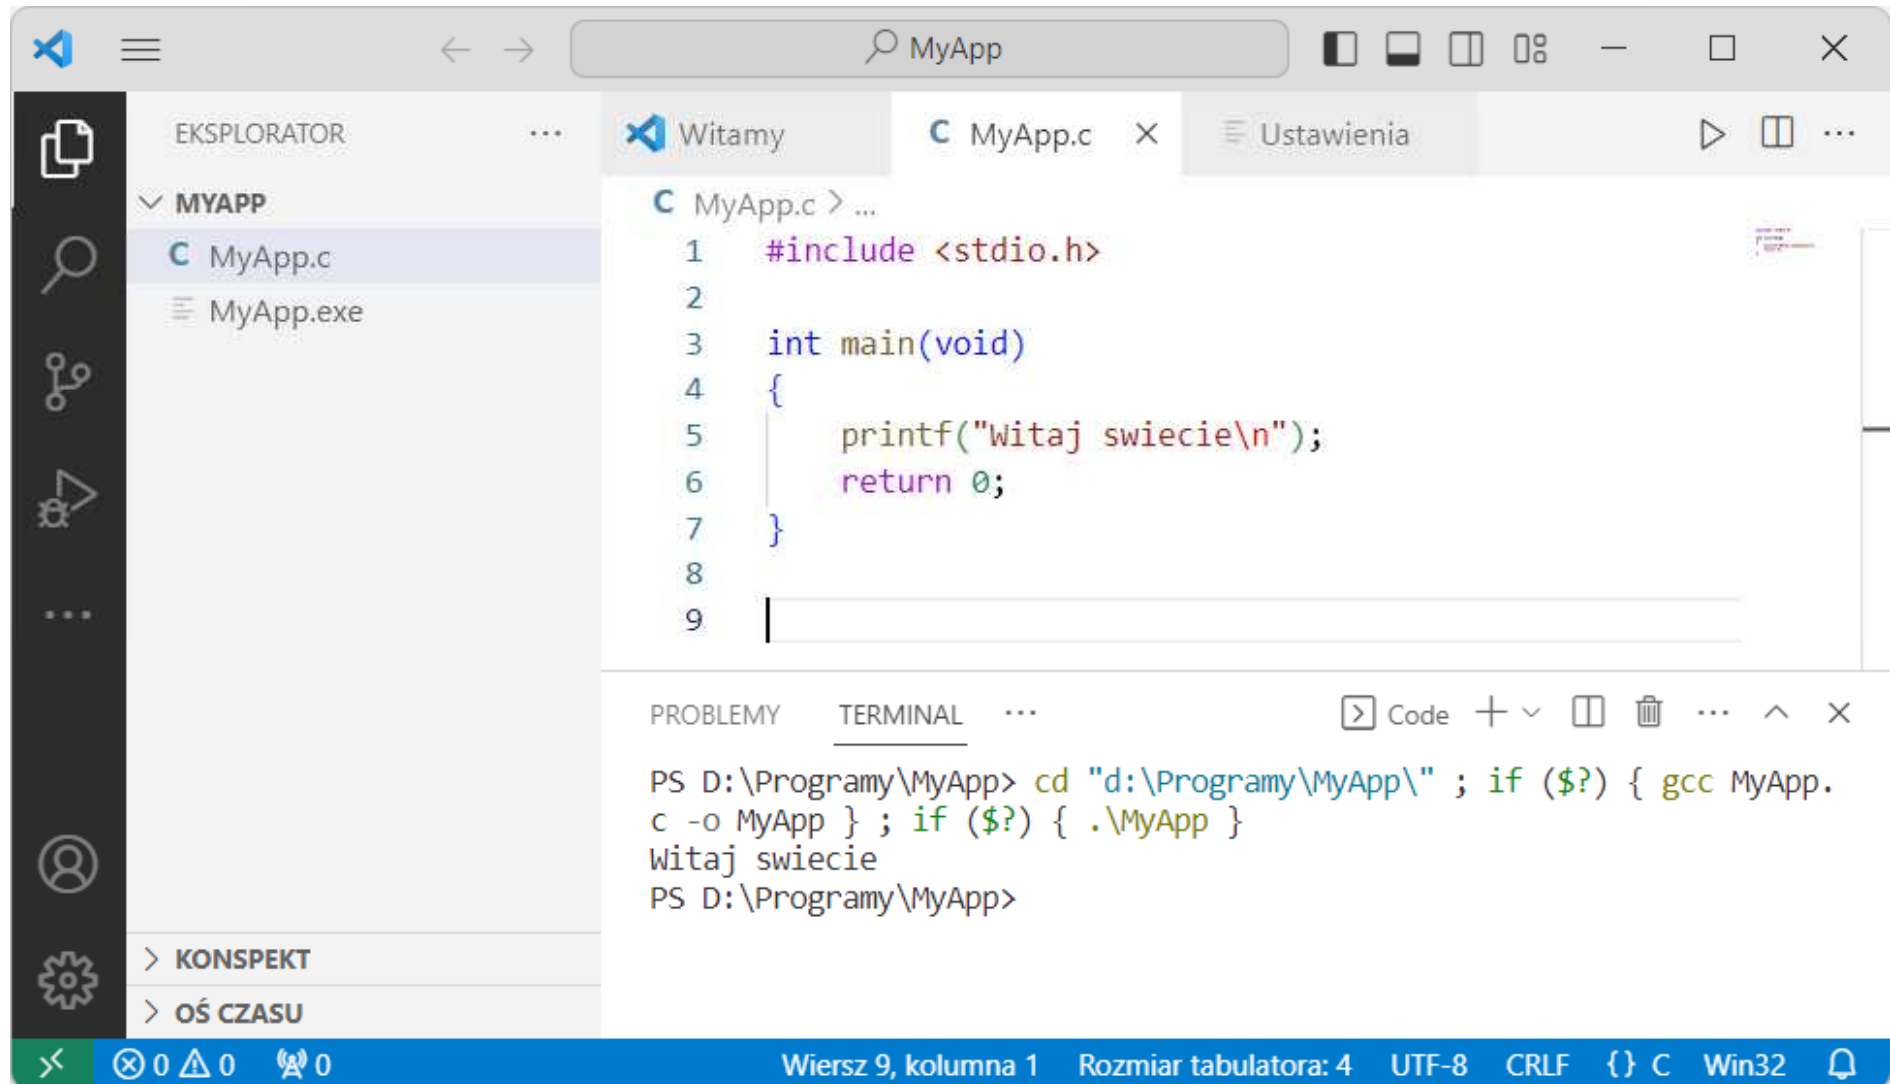 MyApp
EKSPLORATOR
MYAPP
C MyApp.c
MyApp.exe
KONSPEKT
OŚ CZASU
Witamy
C MyApp.c
Ustawienia
C MyApp.c > ...
1 #include <stdio.h>
2
3 int main(void)
4 {
5 printf("Witaj swiecie\n");
6 return 0;
7 }
8
9
PROBLEMY TERMINAL
Code
PS D:\Programy\MyApp> cd "d:\Programy\MyApp\" ; if ($?) { gcc MyApp.
c -o MyApp } ; if ($?) { .\MyApp }
Witaj swiecie
PS D:\Programy\MyApp>
0 0 0 Wiersz 9, kolumna 1 Rozmiar tabulatora: 4 UTF-8 CRLF {} C Win32